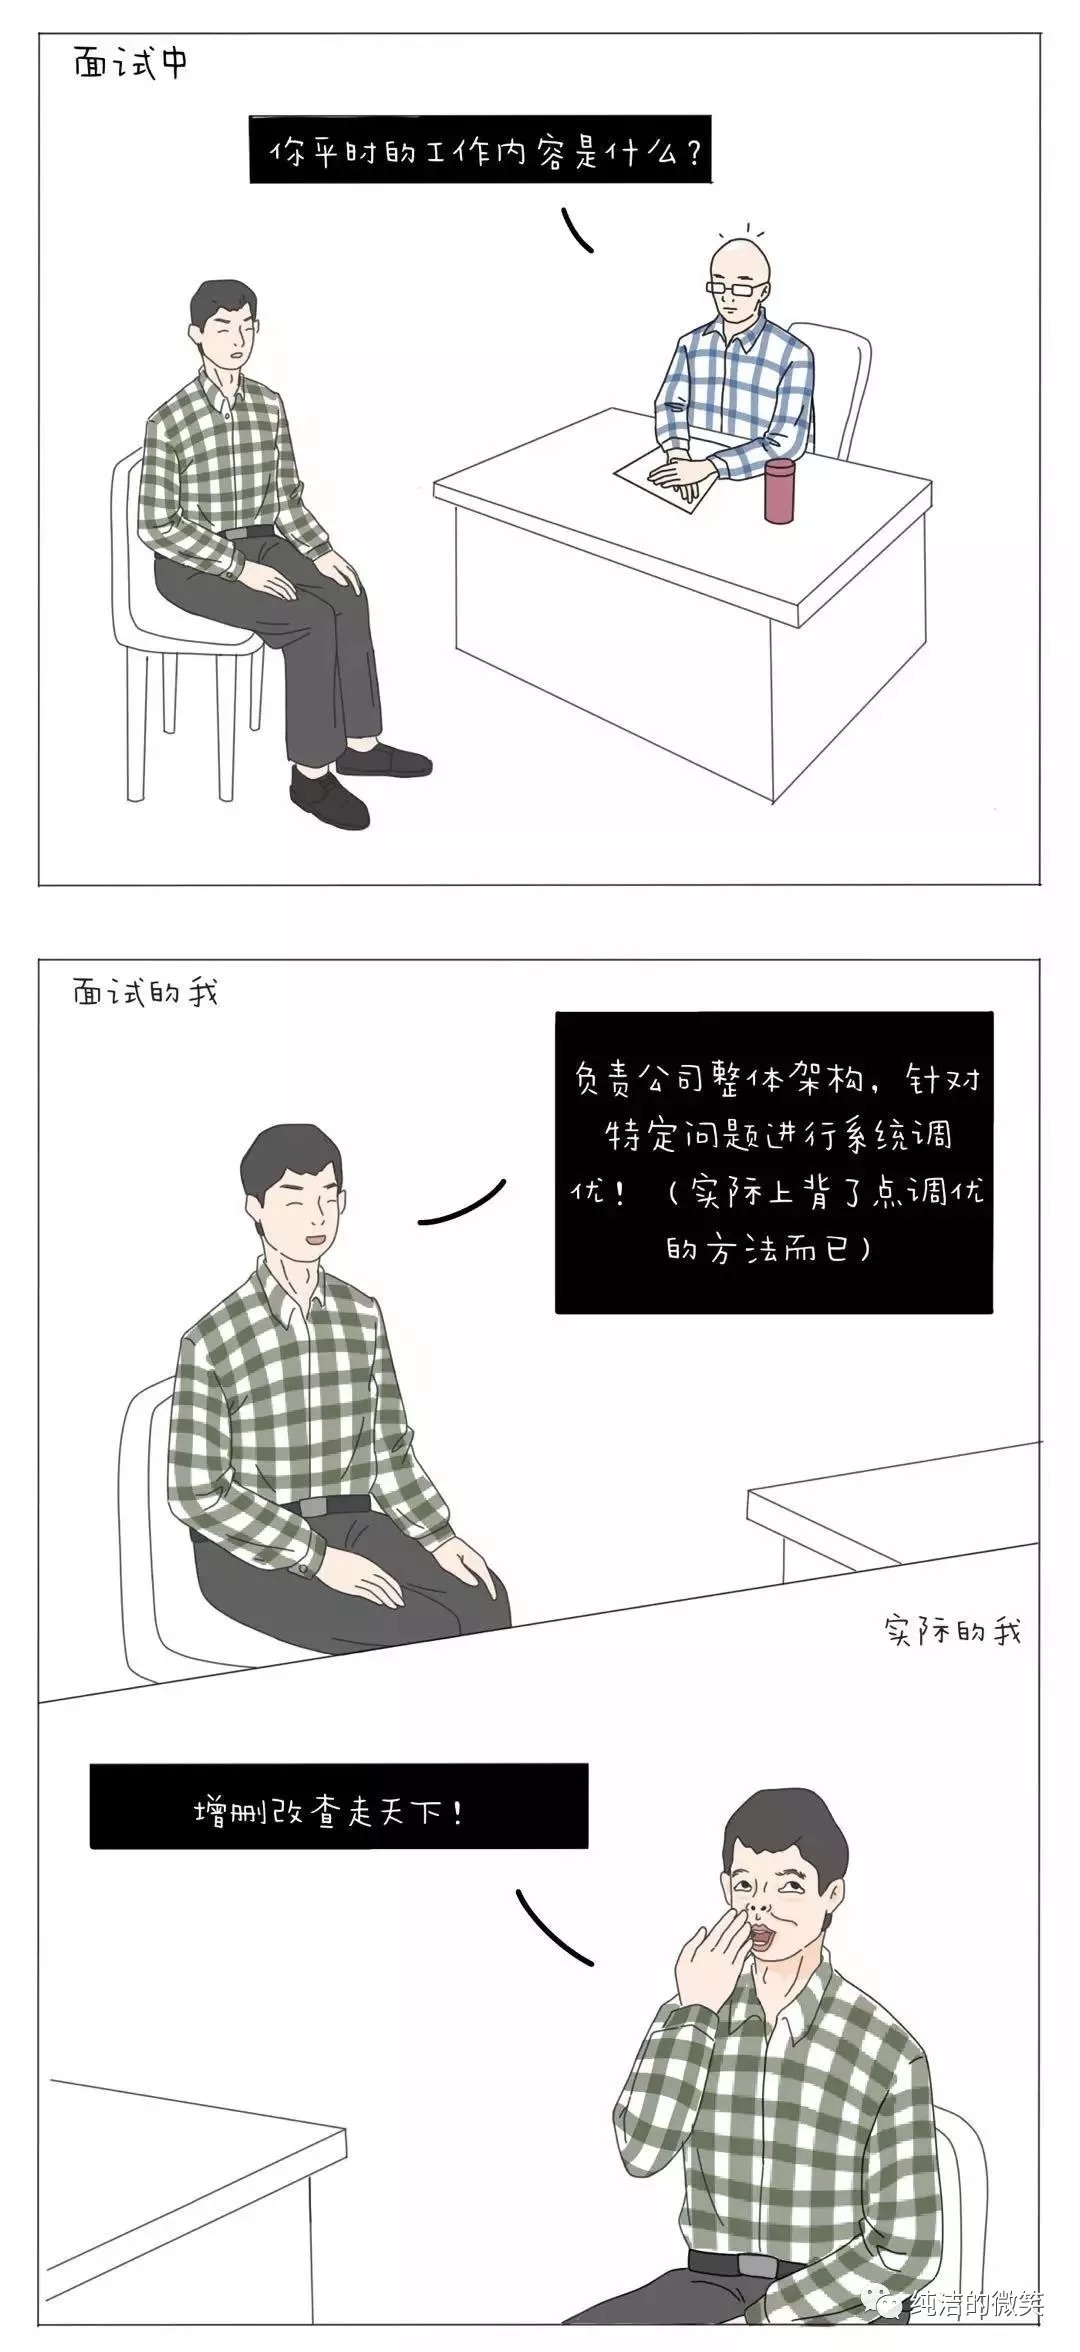 面试中
你平时的工作内容是什么?
面试的我
负责公司整体架构，针对
特定问题进行系统调
优！（实际上背了点调优
的方法而已）
实际的我
增删改查走天下！
纯洁的微笑